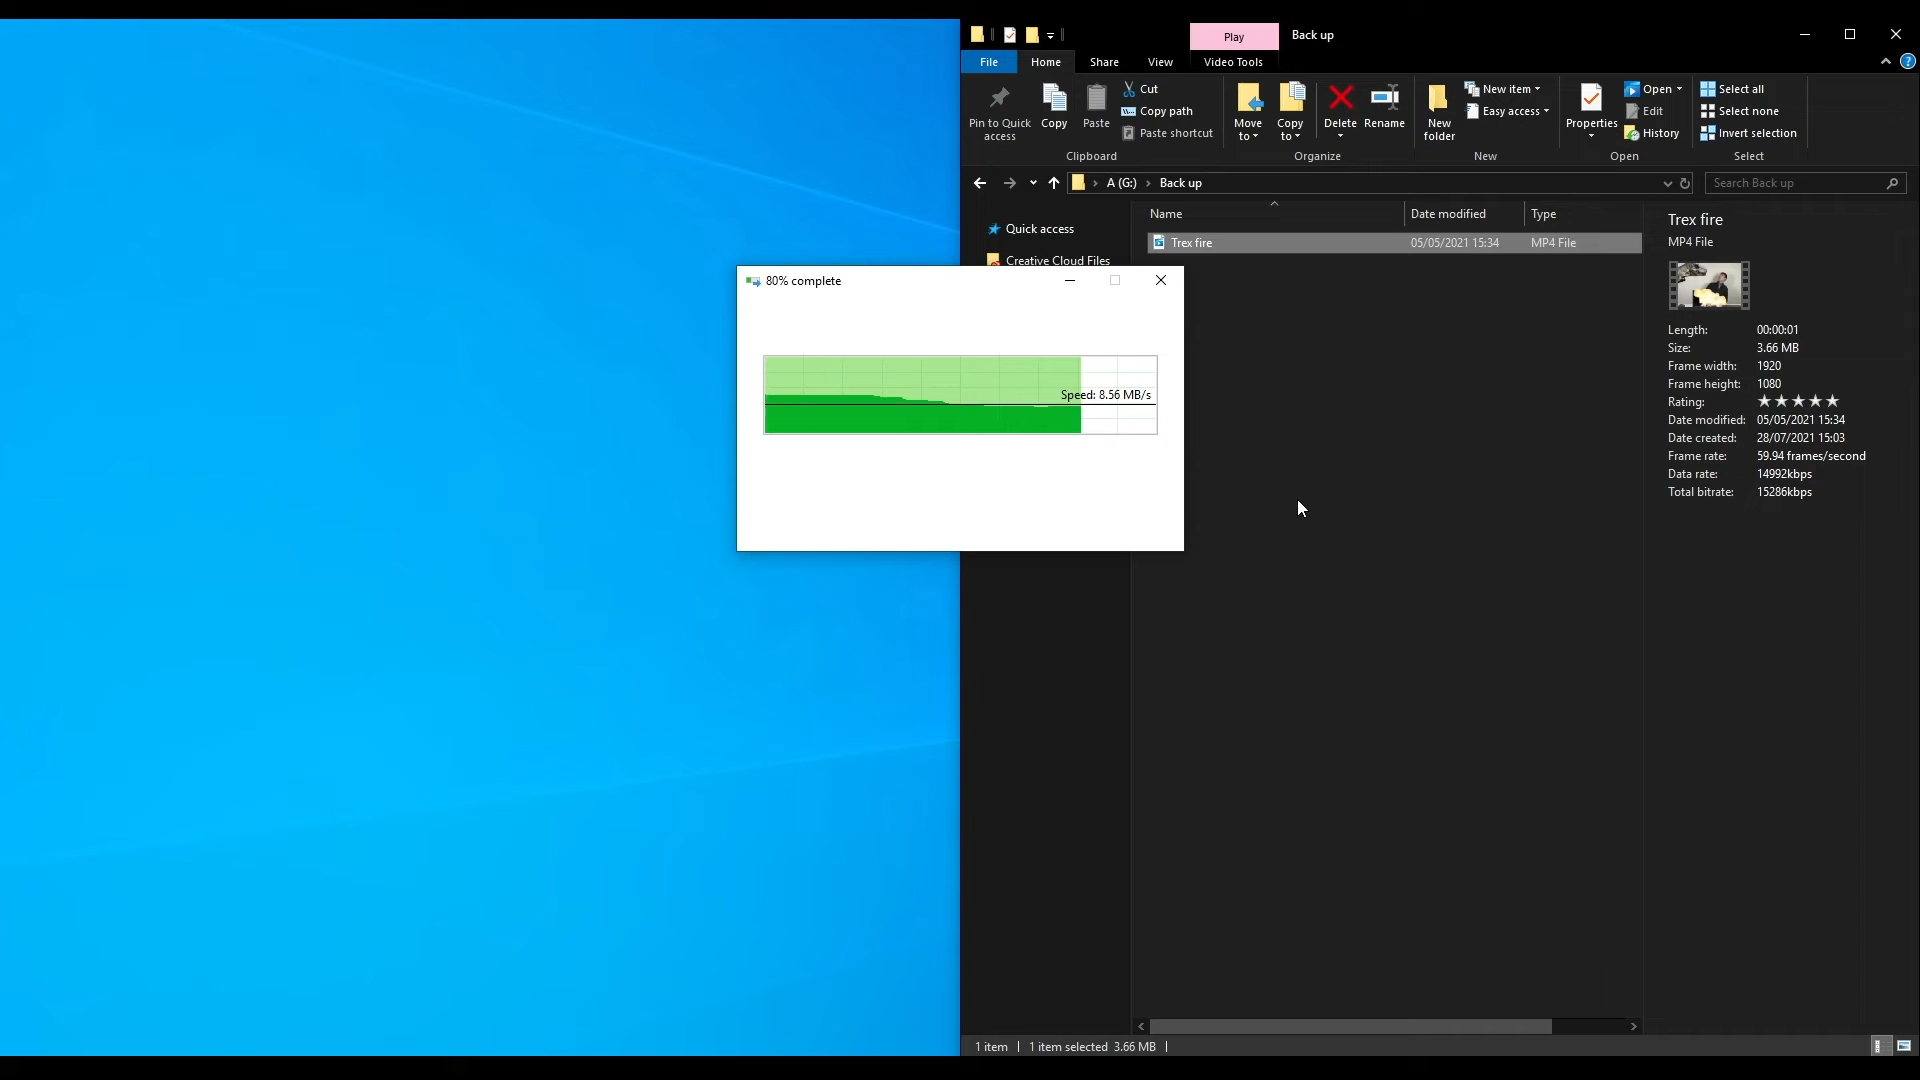 Play
Back up
File
Home
Share
View
Video Tools
Pin to Quick access
Copy
Paste
Cut
Copy path
Paste shortcut
Move to
Copy to
Delete
Rename
New folder
New item
Easy access
Properties
Open
Edit
History
Select all
Select none
Invert selection
Clipboard
Organize
New
Open
Select
A (G:)
Back up
Search Back up
Name
Date modified
Type
Quick access
Creative Cloud Files
Trex fire
05/05/2021 15:34
MP4 File
80% complete
Speed: 8.56 MB/s
Trex fire
MP4 File
Length: 00:00:01
Size: 3.66 MB
Frame width: 1920
Frame height: 1080
Rating:
Date modified: 05/05/2021 15:34
Date created: 28/07/2021 15:03
Frame rate: 59.94 frames/second
Data rate: 14992kbps
Total bitrate: 15286kbps
1 item
1 item selected 3.66 MB